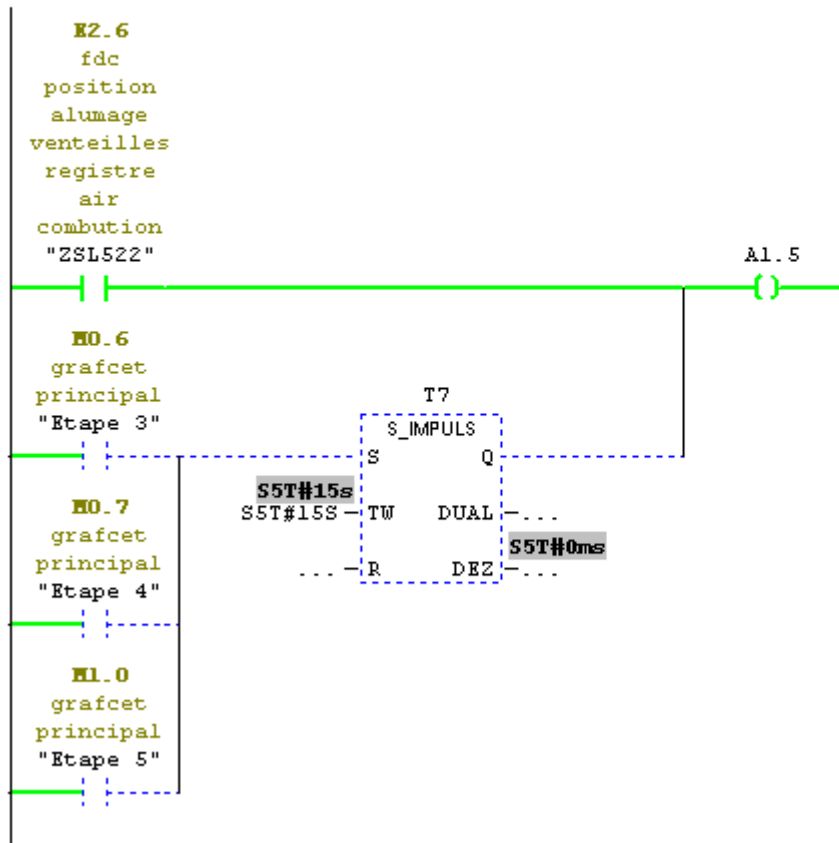 E2.6
fdc
position
alumage
venteilles
registre
air
combution
"ZSL522"
A1.5
M0.6
grafcet
principal
"Etape 3"
T7
S_IMPULS
S Q
S5T#15s
S5T#15S TW DUAL ...
S5T#0ms
... R DEZ ...
M0.7
grafcet
principal
"Etape 4"
M1.0
grafcet
principal
"Etape 5"